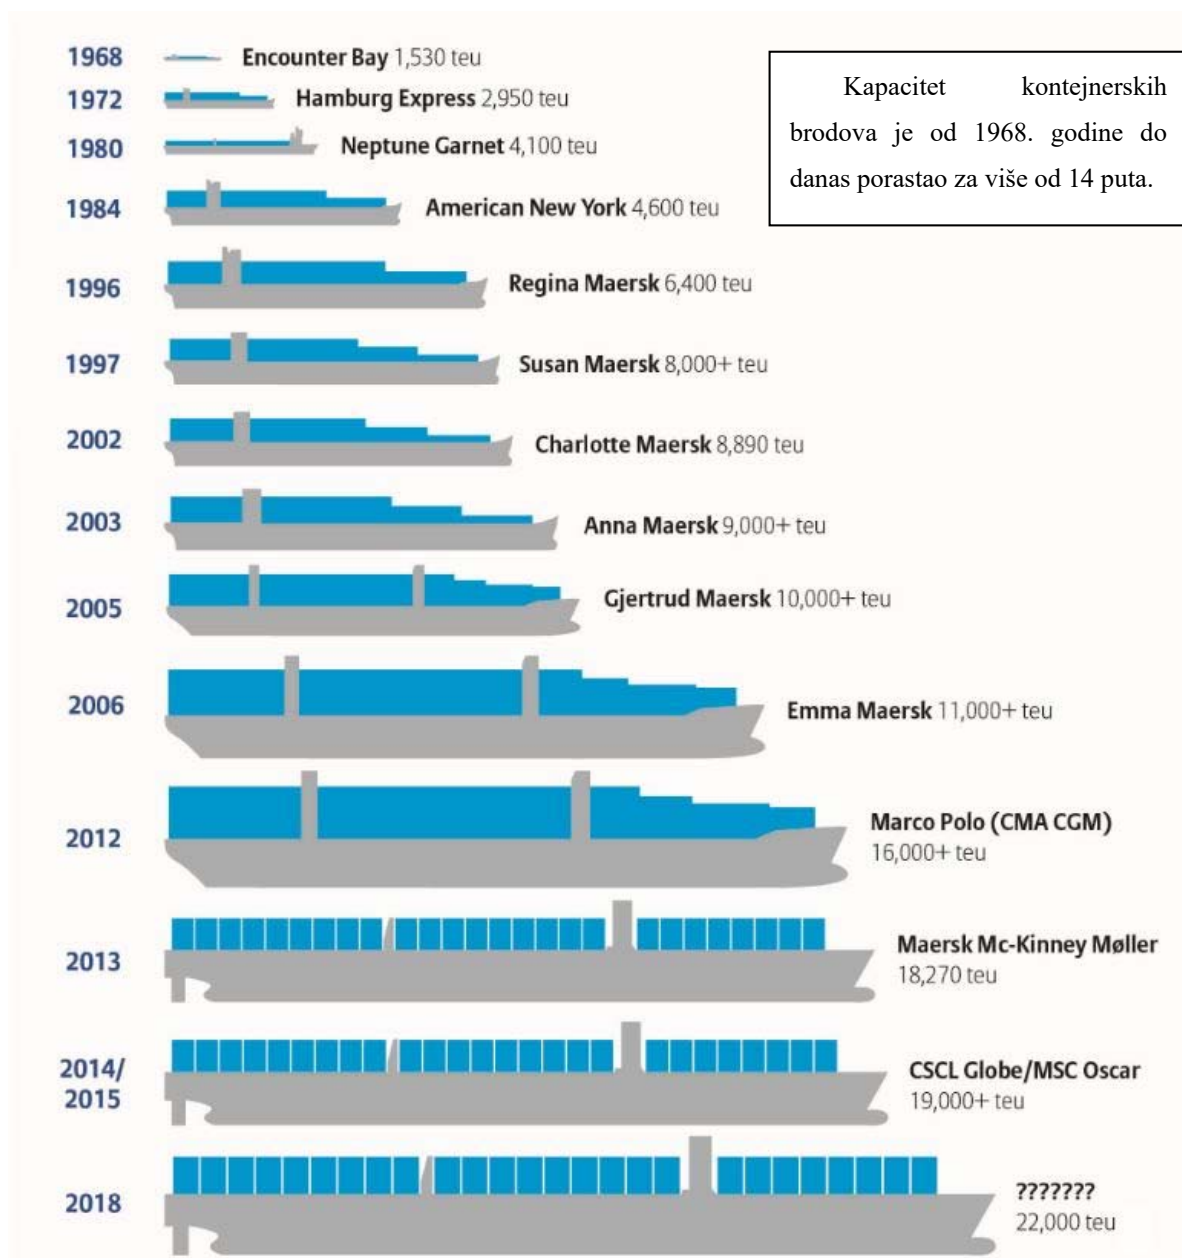 1968 Encounter Bay 1,530 teu
1972 Hamburg Express 2,950 teu
1980 Neptune Garnet 4,100 teu
1984 American New York 4,600 teu
Kapacitet kontejnerskih
brodova je od 1968. godine do
danas porastao za više od 14 puta.
1996 Regina Maersk 6,400 teu
1997 Susan Maersk 8,000+ teu
2002 Charlotte Maersk 8,890 teu
2003 Anna Maersk 9,000+ teu
2005 Gjertrud Maersk 10,000+ teu
2006 Emma Maersk 11,000+ teu
2012 Marco Polo (CMA CGM)
16,000+ teu
2013 Maersk Mc-Kinney Møller
18,270 teu
2014/
2015
CSCL Globe/MSC Oscar
19,000+ teu
2018 ???????
22,000 teu